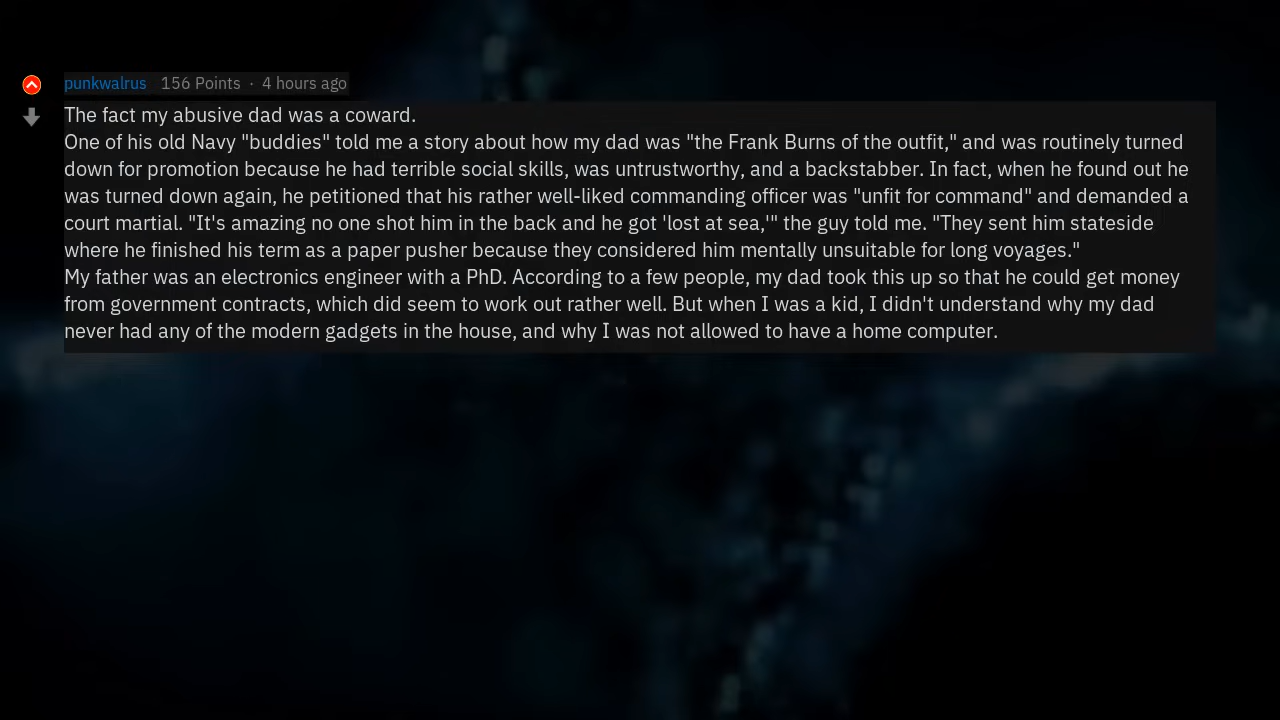 punkwalrus 156 Points · 4 hours ago
The fact my abusive dad was a coward.
One of his old Navy "buddies" told me a story about how my dad was "the Frank Burns of the outfit," and was routinely turned
down for promotion because he had terrible social skills, was untrustworthy, and a backstabber. In fact, when he found out he
was turned down again, he petitioned that his rather well-liked commanding officer was "unfit for command" and demanded a
court martial. "It's amazing no one shot him in the back and he got 'lost at sea,'" the guy told me. "They sent him stateside
where he finished his term as a paper pusher because they considered him mentally unsuitable for long voyages."
My father was an electronics engineer with a PhD. According to a few people, my dad took this up so that he could get money
from government contracts, which did seem to work out rather well. But when I was a kid, I didn't understand why my dad
never had any of the modern gadgets in the house, and why I was not allowed to have a home computer.